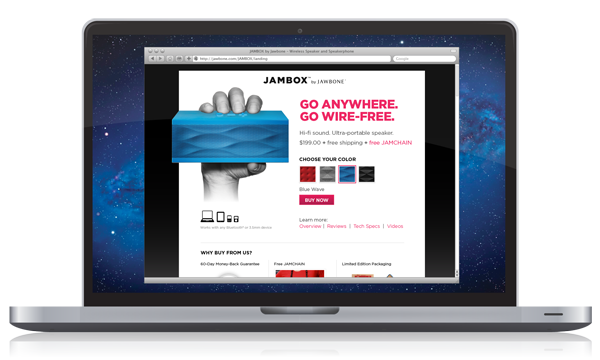 JAMBOX by Jawbone - Wireless Speaker and Speakerphone
http://jawbone.com/JAMBOX/landing
Google
JAMBOX™ by JAWBONE®
GO ANYWHERE.
GO WIRE-FREE.
Hi-fi sound. Ultra-portable speaker.
$199.00 + free shipping + free JAMCHAIN
CHOOSE YOUR COLOR
Blue Wave
BUY NOW
Works with any Bluetooth® or 3.5mm device
Learn more:
Overview | Reviews | Tech Specs | Videos
WHY BUY FROM US?
60-Day Money-Back Guarantee
Free JAMCHAIN
Limited Edition Packaging